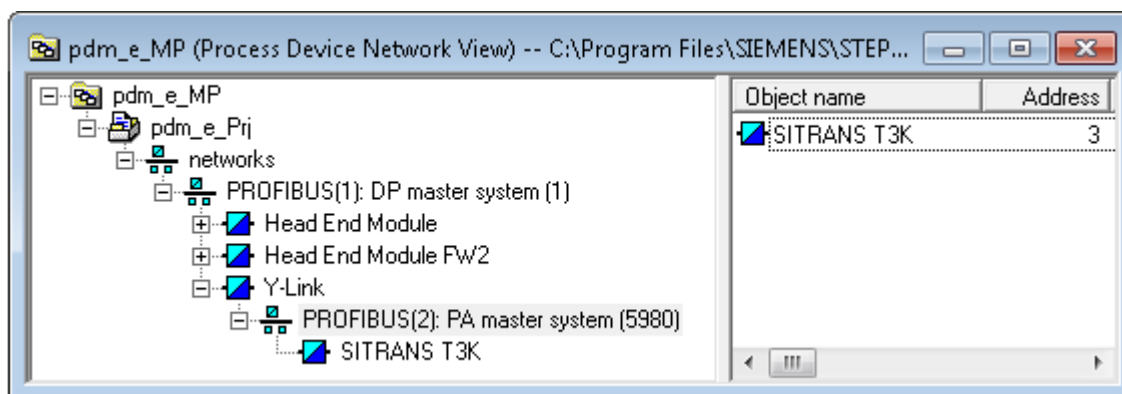 pdm_e_MP (Process Device Network View) -- C:\Program Files\SIEMENS\STEP...
pdm_e_MP
pdm_e_Prj
networks
PROFIBUS(1): DP master system (1)
Head End Module
Head End Module FW2
Y-Link
PROFIBUS(2): PA master system (5980)
SITRANS T3K
Object name Address
SITRANS T3K 3